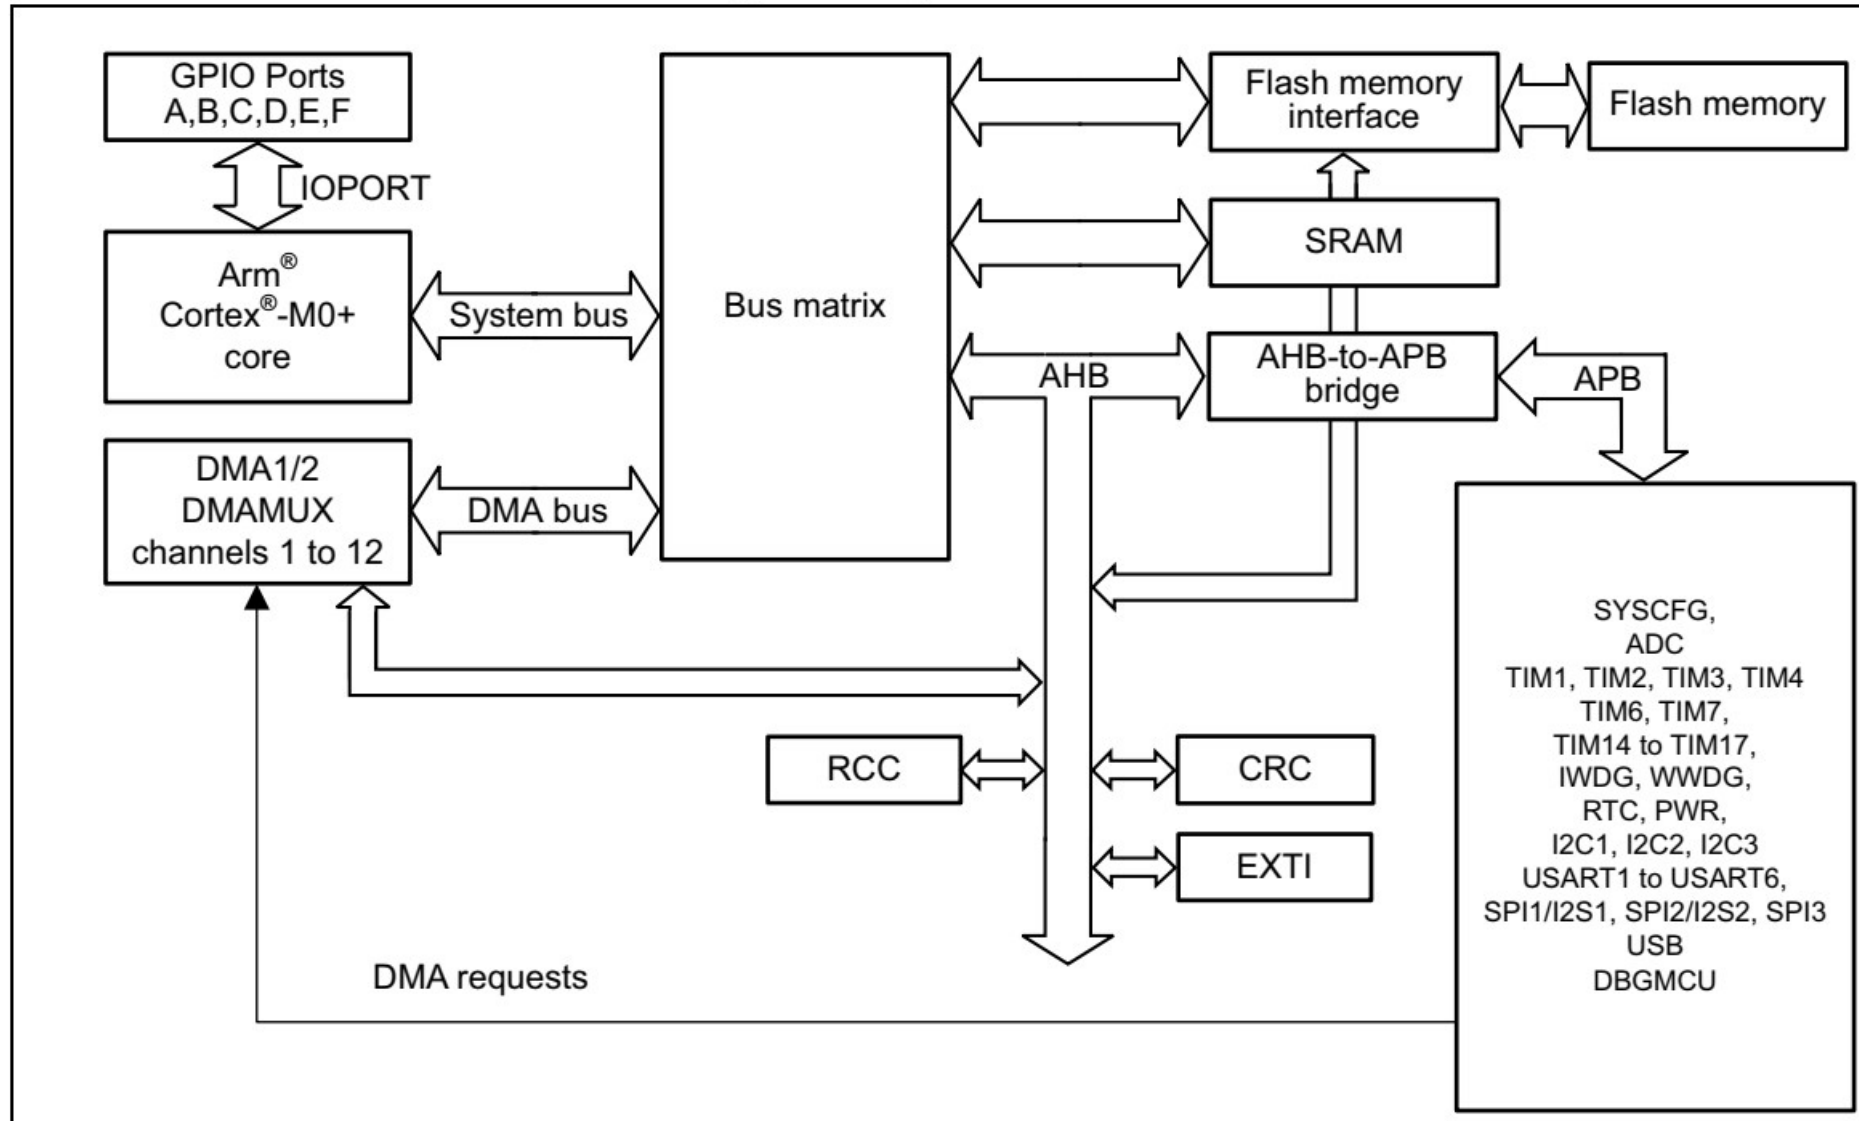 GPIO Ports
A,B,C,D,E,F
IOPORT
Arm®
Cortex®-M0+
core
System bus
DMA1/2
DMAMUX
channels 1 to 12
DMA bus
Bus matrix
Flash memory
interface
Flash memory
SRAM
AHB
AHB-to-APB
bridge
APB
RCC
CRC
EXTI
SYSCFG,
ADC
TIM1, TIM2, TIM3, TIM4
TIM6, TIM7,
TIM14 to TIM17,
IWDG, WWDG,
RTC, PWR,
I2C1, I2C2, I2C3
USART1 to USART6,
SPI1/I2S1, SPI2/I2S2, SPI3
USB
DBGMCU
DMA requests